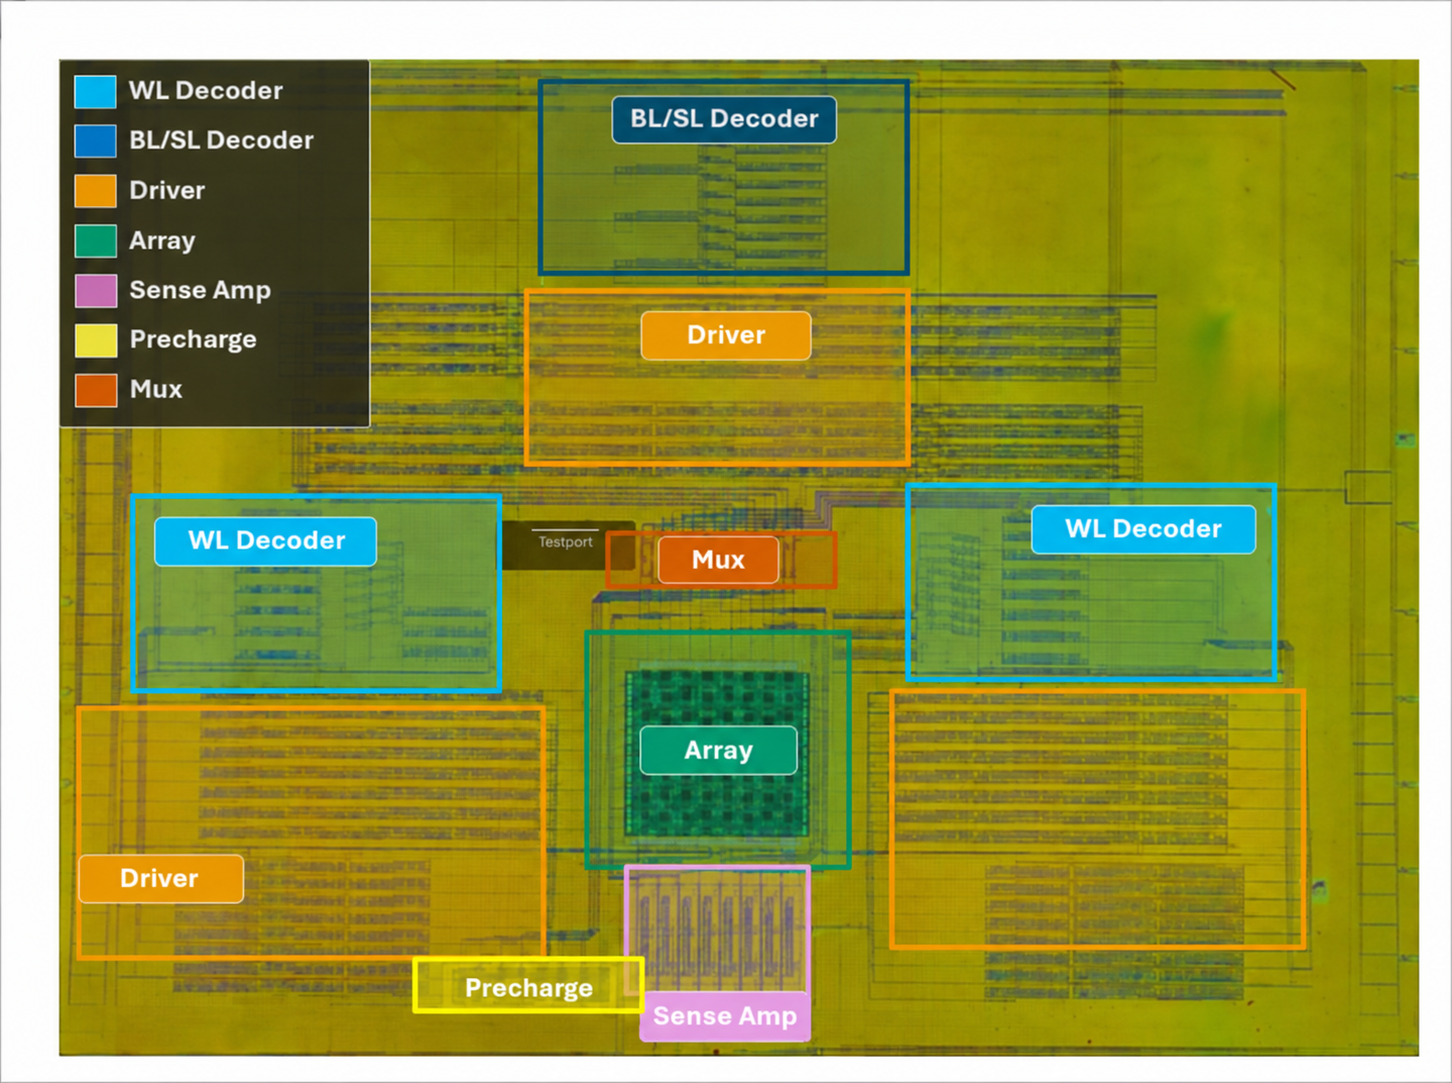 WL Decoder
BL/SL Decoder
Driver
Array
Sense Amp
Precharge
Mux
BL/SL Decoder
Driver
WL Decoder
Testport
Mux
WL Decoder
Array
Driver
Precharge
Sense Amp